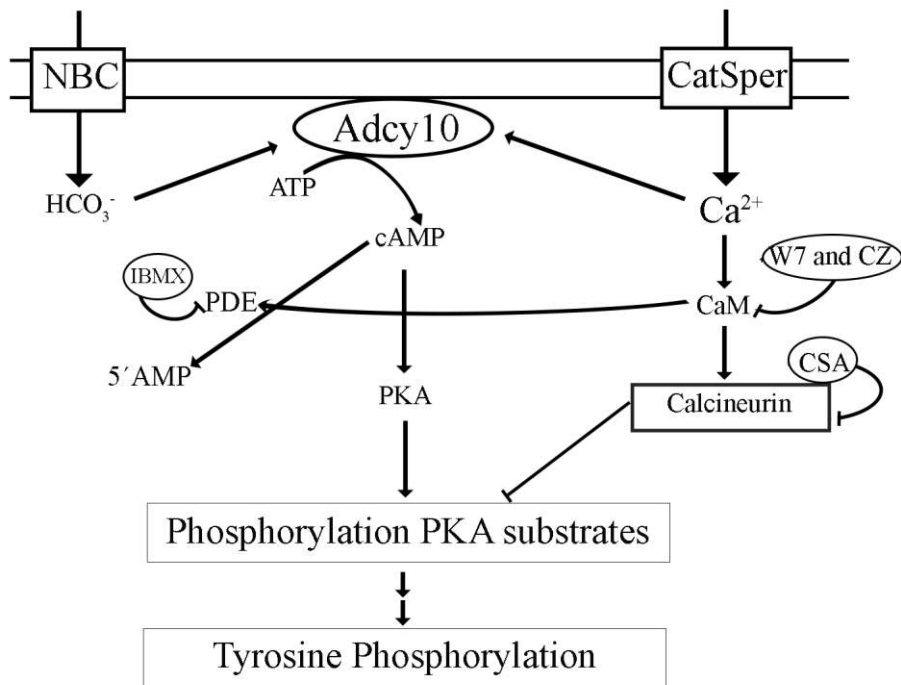 NBC
CatSper
Adcy10
ATP
HCO₃⁻
Ca²⁺
cAMP
W7 and CZ
IBMX
PDE
CaM
5´AMP
CSA
PKA
Calcineurin
Phosphorylation PKA substrates
Tyrosine Phosphorylation